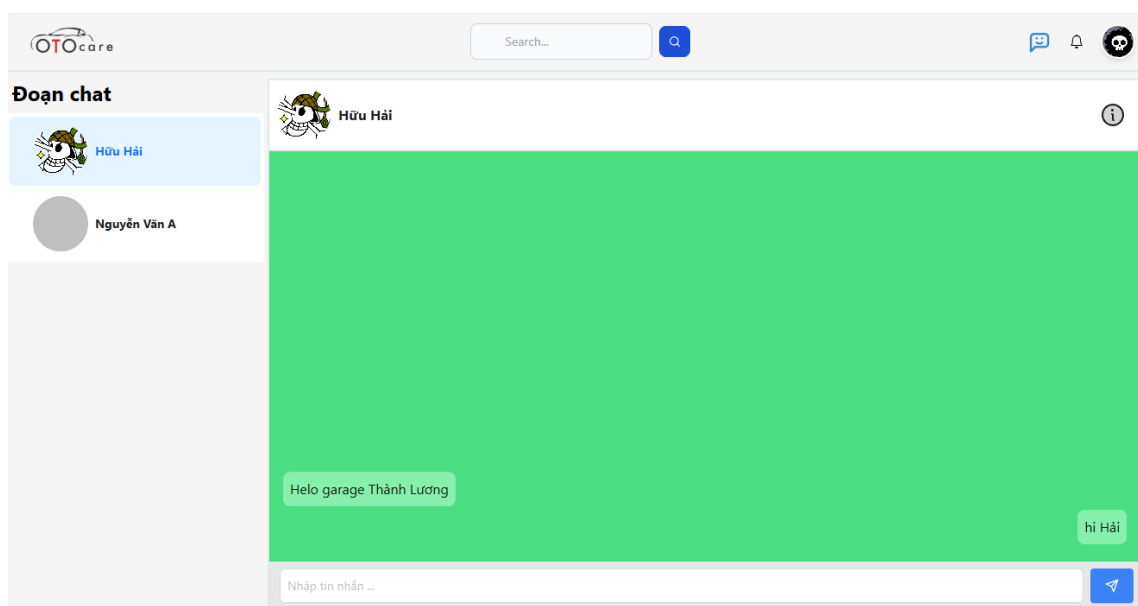 OTOcare
Search...
Đoạn chat
Hữu Hải
Nguyễn Văn A
Hữu Hải
Helo garage Thành Lương
hi Hải
Nhập tin nhắn ...